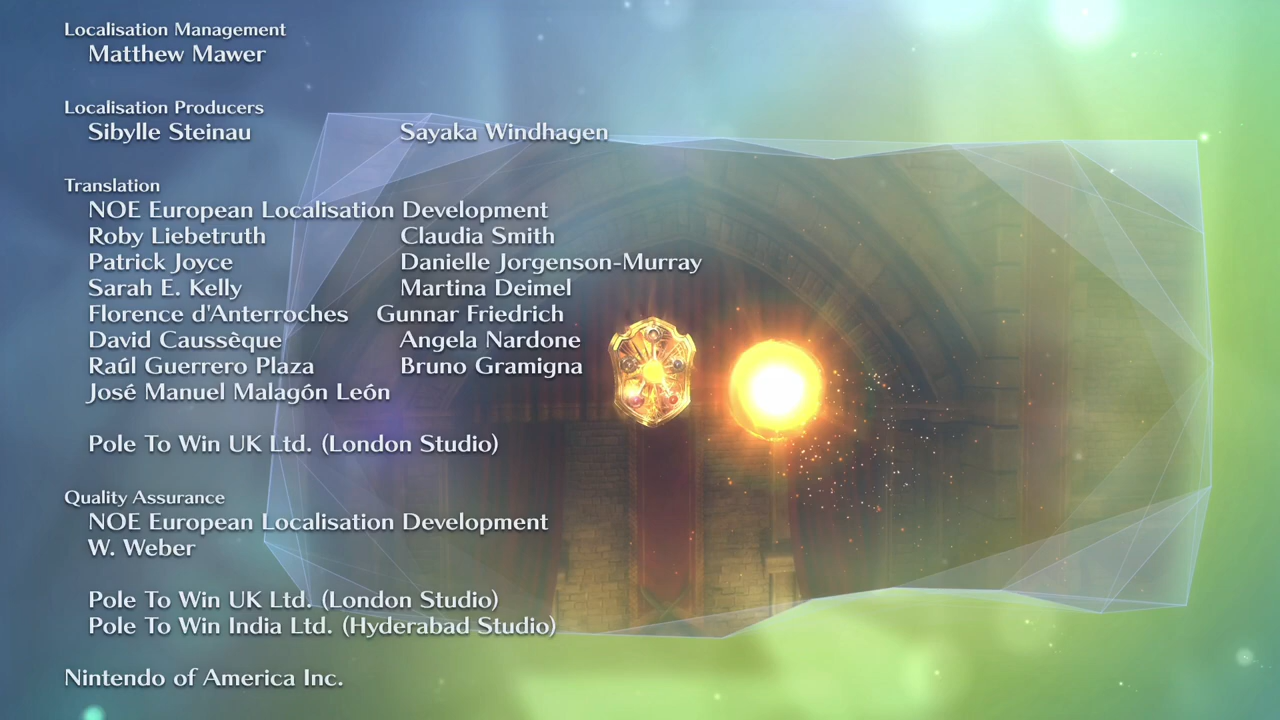 Localisation Management
Matthew Mawer
Localisation Producers
Sibylle Steinau Sayaka Windhagen
Translation
NOE European Localisation Development
Roby Liebetruth Claudia Smith
Patrick Joyce Danielle Jorgenson-Murray
Sarah E. Kelly Martina Deimel
Florence d'Anterroches Gunnar Friedrich
David Caussèque Angela Nardone
Raúl Guerrero Plaza Bruno Gramigna
José Manuel Malagón León
Pole To Win UK Ltd. (London Studio)
Quality Assurance
NOE European Localisation Development
W. Weber
Pole To Win UK Ltd. (London Studio)
Pole To Win India Ltd. (Hyderabad Studio)
Nintendo of America Inc.